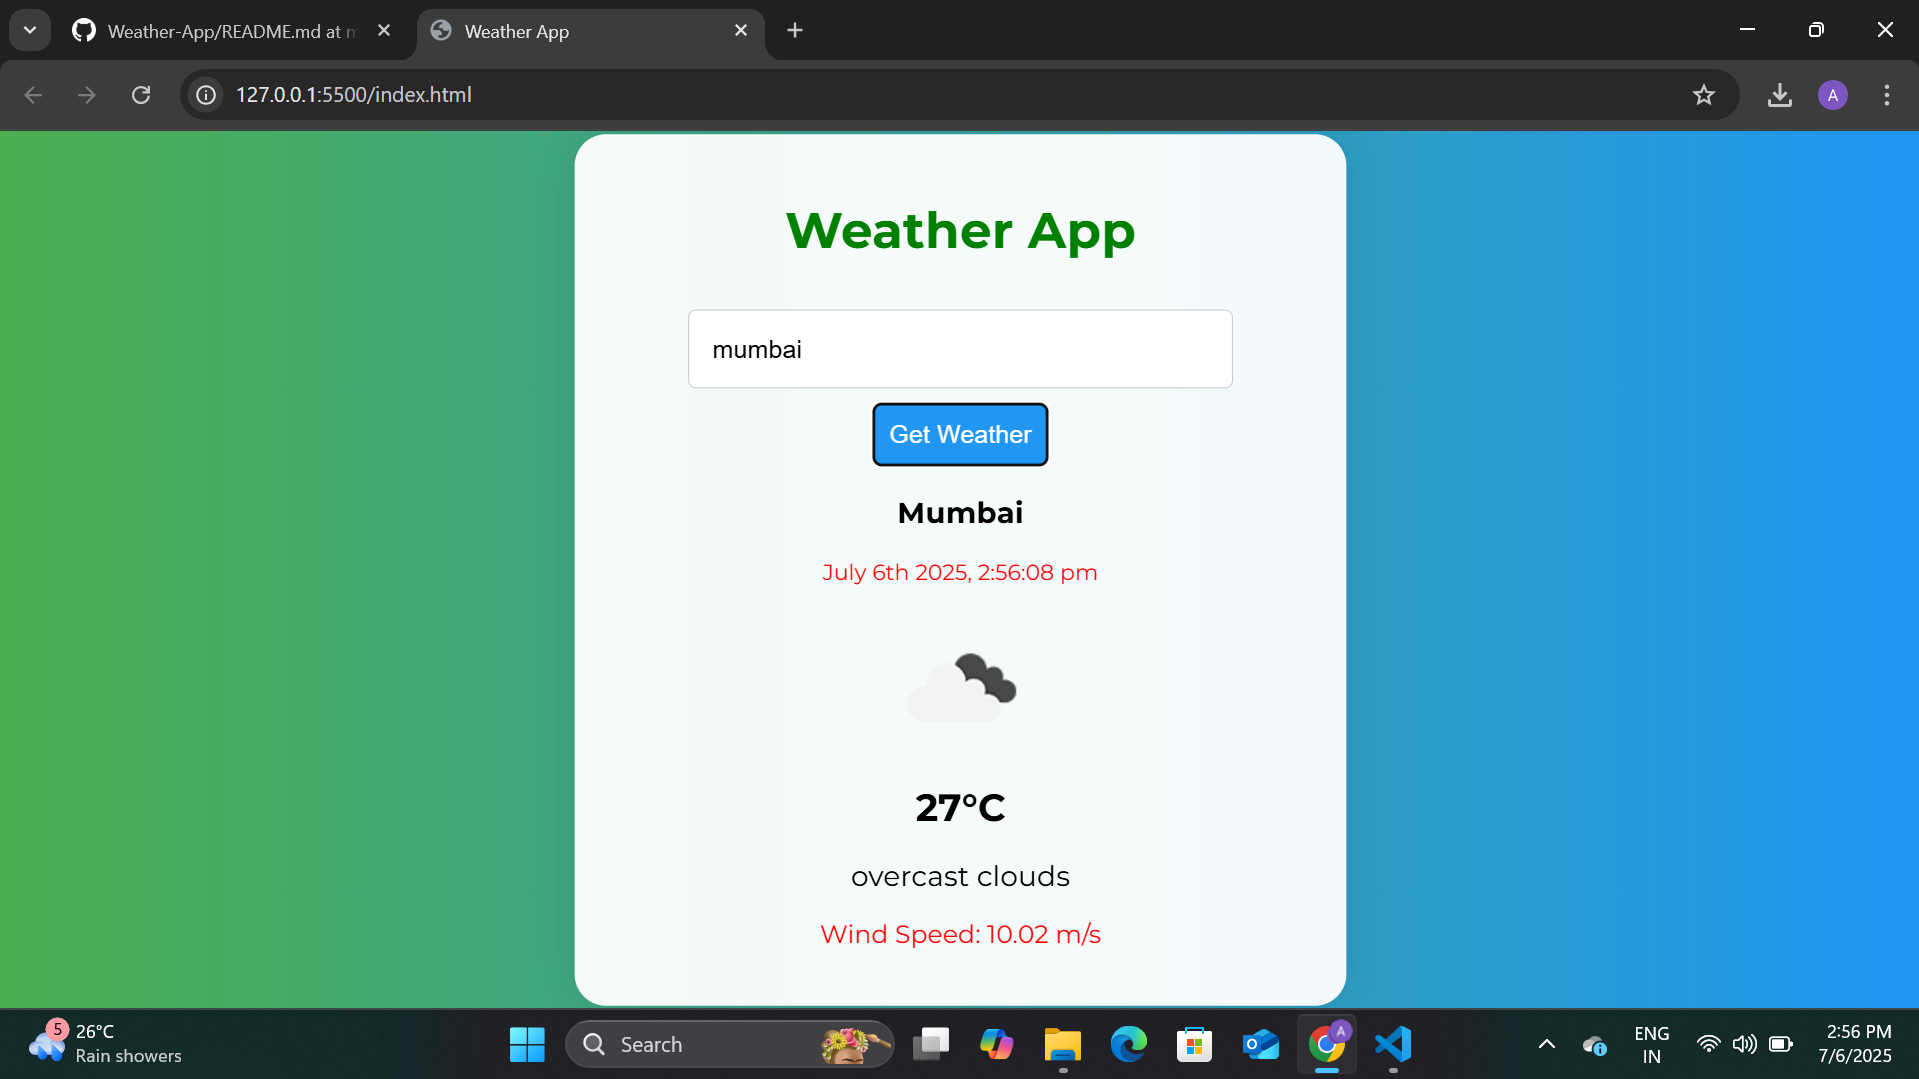 Weather-App/README.md at m
Weather App
127.0.0.1:5500/index.html
A
Weather App
mumbai
Get Weather
Mumbai
July 6th 2025, 2:56:08 pm
27°C
overcast clouds
Wind Speed: 10.02 m/s
5
26°C
Rain showers
Search
A
ENG
IN
2:56 PM
7/6/2025